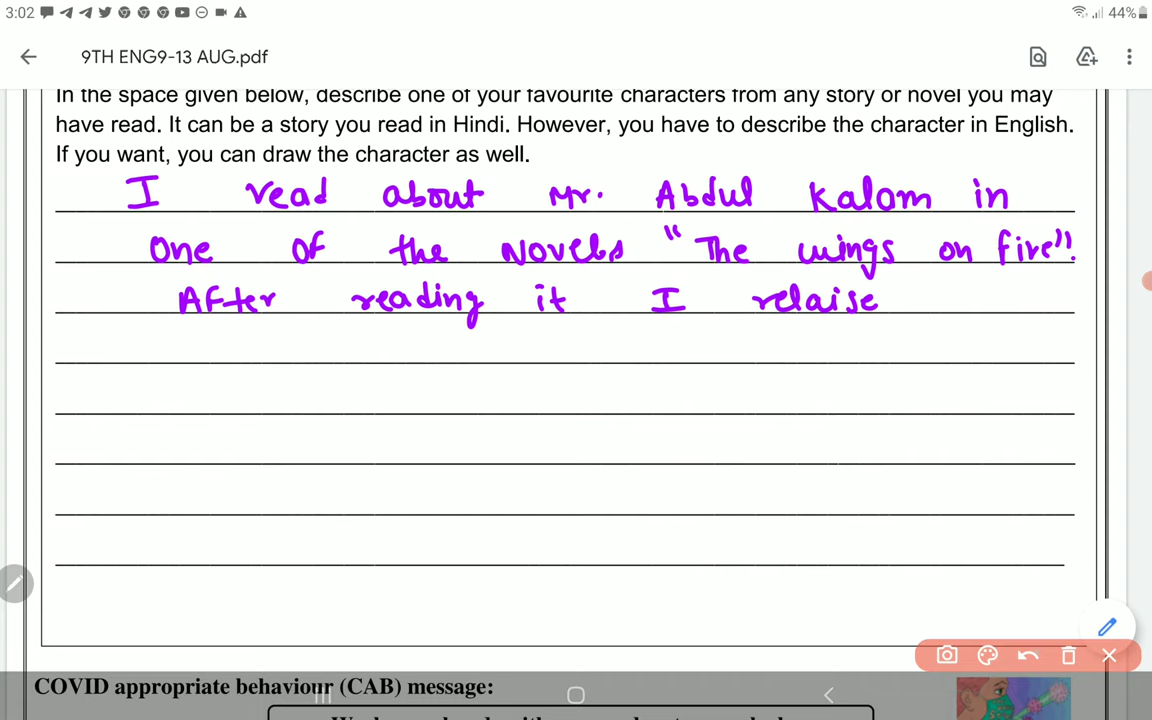 3:02 44%
9TH ENG9-13 AUG.pdf
In the space given below, describe one of your favourite characters from any story or novel you may
have read. It can be a story you read in Hindi. However, you have to describe the character in English.
If you want, you can draw the character as well.
I read about Mr. Abdul Kalam in
One of the Novels "The wings on fire".
After reading it I relaise
COVID appropriate behaviour (CAB) message: